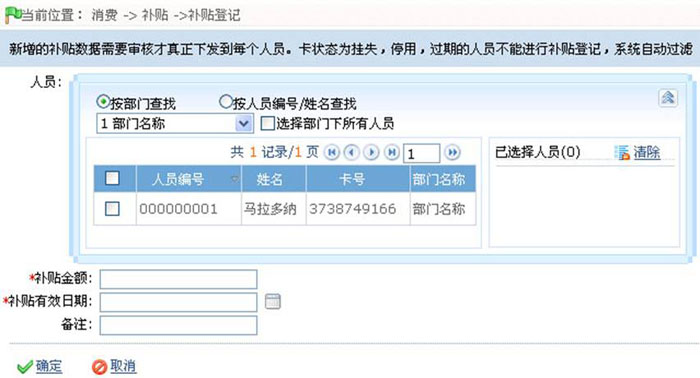 当前位置： 消费 -> 补贴 ->补贴登记
新增的补贴数据需要审核才真正下发到每个人员。卡状态为挂失，停用，过期的人员不能进行补贴登记，系统自动过滤
人员:
按部门查找 按人员编号/姓名查找
1 部门名称 选择部门下所有人员
共 1 记录/1 页 1
人员编号 姓名 卡号 部门名称
000000001 马拉多纳 3738749166 部门名称
已选择人员(0) 清除
*补贴金额:
*补贴有效日期:
备注:
确定 取消